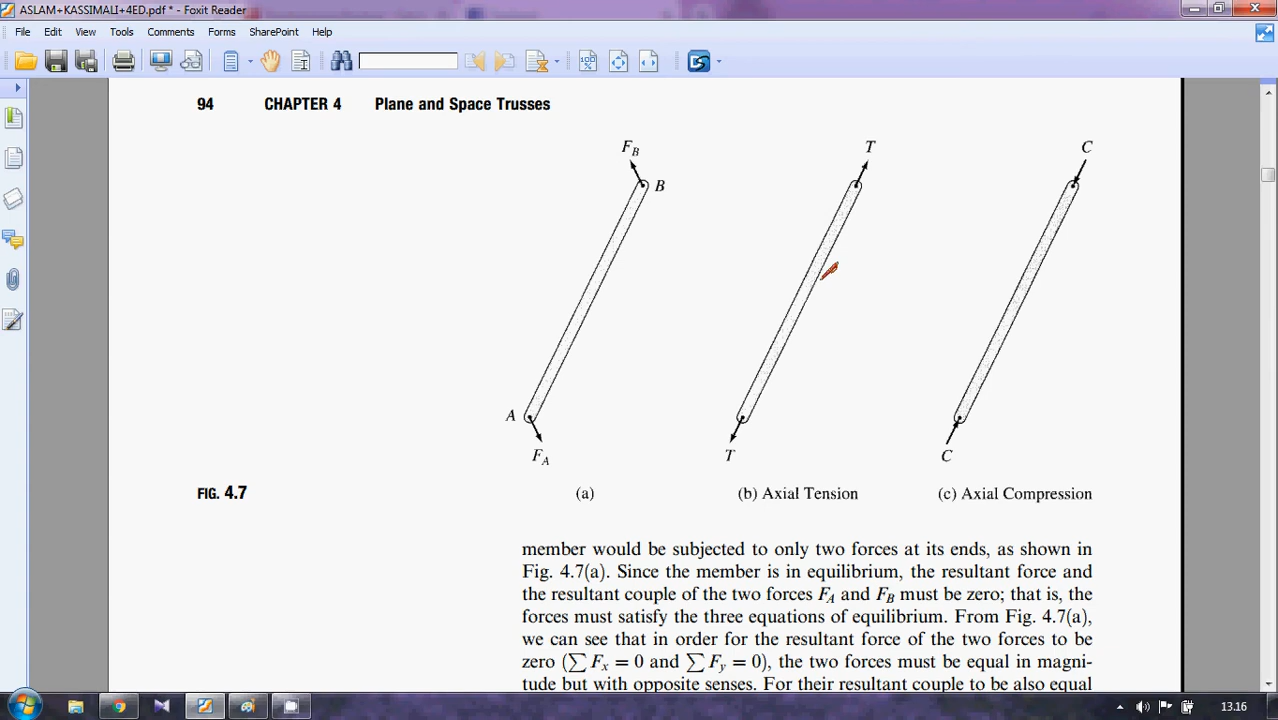 ASLAM+KASSIMALI+4ED.pdf * - Foxit Reader
File Edit View Tools Comments Forms SharePoint Help
94 CHAPTER 4 Plane and Space Trusses
F_B T C
B
A
F_A T C
FIG. 4.7 (a) (b) Axial Tension (c) Axial Compression
member would be subjected to only two forces at its ends, as shown in
Fig. 4.7(a). Since the member is in equilibrium, the resultant force and
the resultant couple of the two forces F_A and F_B must be zero; that is, the
forces must satisfy the three equations of equilibrium. From Fig. 4.7(a),
we can see that in order for the resultant force of the two forces to be
zero (∑ F_x = 0 and ∑ F_y = 0), the two forces must be equal in magni-
tude but with opposite senses. For their resultant couple to be also equal
13.16